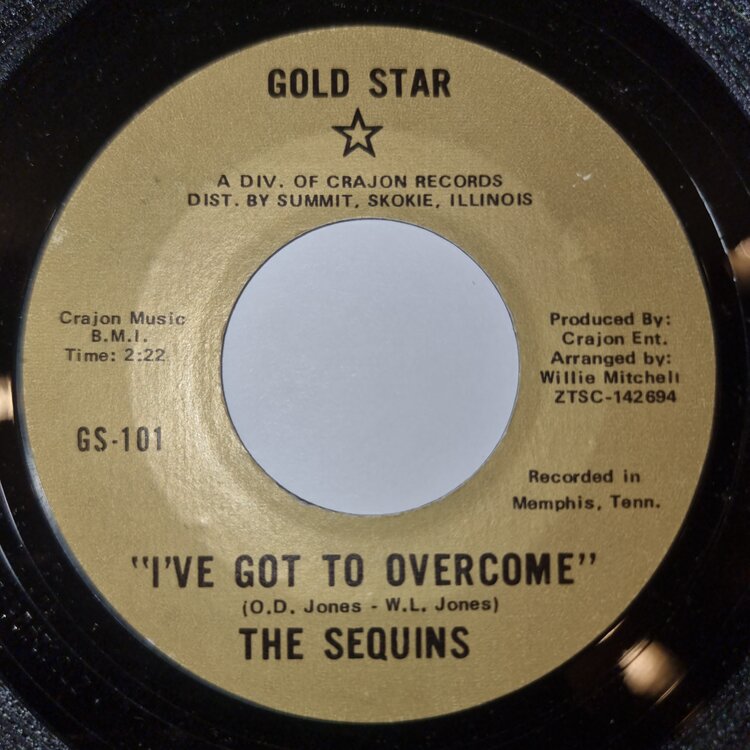 GOLD STAR
A DIV. OF CRAJON RECORDS
DIST. BY SUMMIT, SKOKIE, ILLINOIS
Crajon Music
B.M.I.
Time: 2:22
GS-101
Produced By:
Crajon Ent.
Arranged by:
Willie Mitchell
ZTSC-142694
Recorded in
Memphis, Tenn.
"I'VE GOT TO OVERCOME"
(O.D. Jones - W.L. Jones)
THE SEQUINS